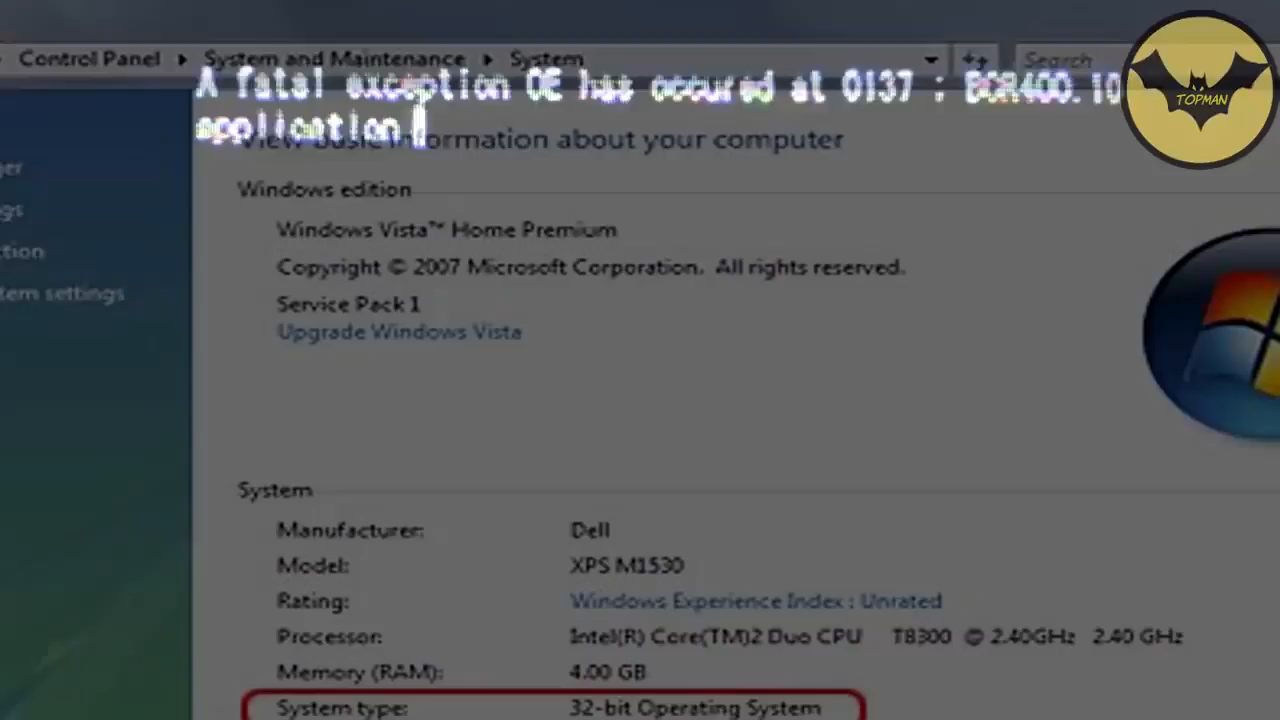 Control Panel System and Maintenance System Search
A fatal exception OE has occured at 0137 :
application.
TOPMAN
View basic information about your computer
Windows edition
Windows Vista™ Home Premium
Copyright © 2007 Microsoft Corporation. All rights reserved.
Service Pack 1
Upgrade Windows Vista
tem settings
System
Manufacturer: Dell
Model: XPS M1530
Rating: Windows Experience Index : Unrated
Processor: Intel(R) Core(TM)2 Duo CPU T8300 @ 2.40GHz 2.40 GHz
Memory (RAM): 4.00 GB
System type: 32-bit Operating System